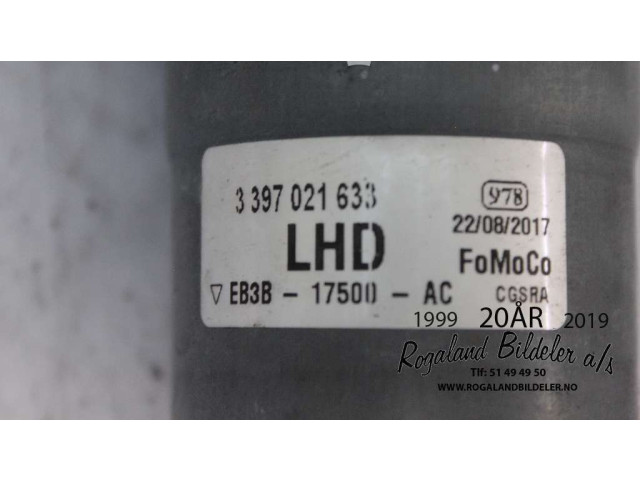 3 397 021 633
978
22/08/2017
LHD
FoMoCo
▽ EB3B - 17500 - AC
CGSRA
1999 20ÅR 2019
Rogaland Bildeler a/s
Tlf: 51 49 49 50
WWW.ROGALANDBILDELER.NO